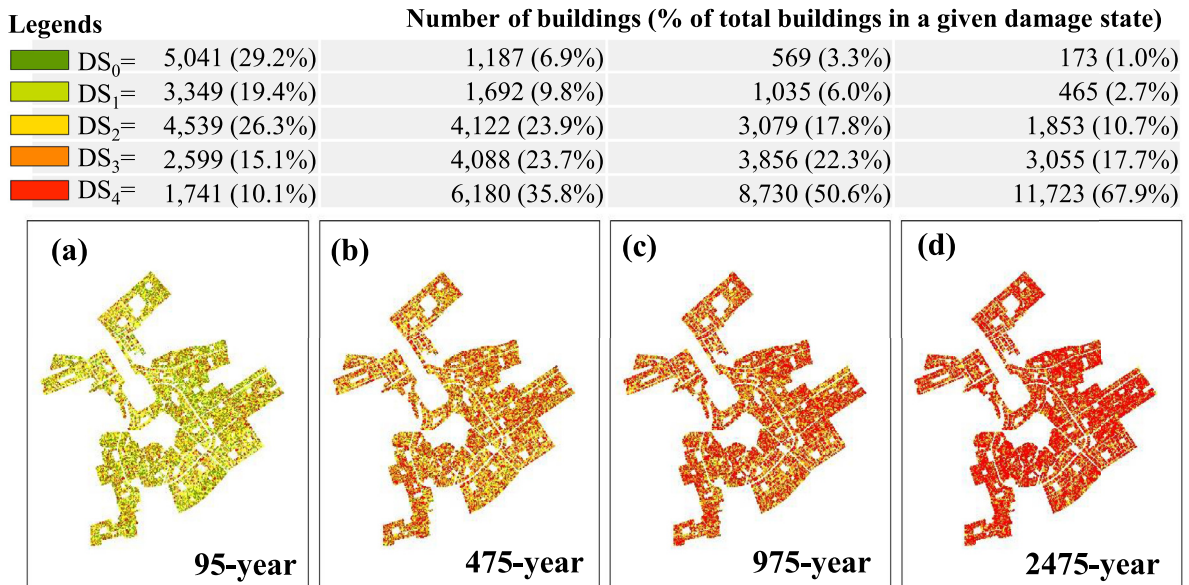 Legends
Number of buildings (% of total buildings in a given damage state)
DS0= 5,041 (29.2%) 1,187 (6.9%) 569 (3.3%) 173 (1.0%)
DS1= 3,349 (19.4%) 1,692 (9.8%) 1,035 (6.0%) 465 (2.7%)
DS2= 4,539 (26.3%) 4,122 (23.9%) 3,079 (17.8%) 1,853 (10.7%)
DS3= 2,599 (15.1%) 4,088 (23.7%) 3,856 (22.3%) 3,055 (17.7%)
DS4= 1,741 (10.1%) 6,180 (35.8%) 8,730 (50.6%) 11,723 (67.9%)
(a) (b) (c) (d)
95-year 475-year 975-year 2475-year